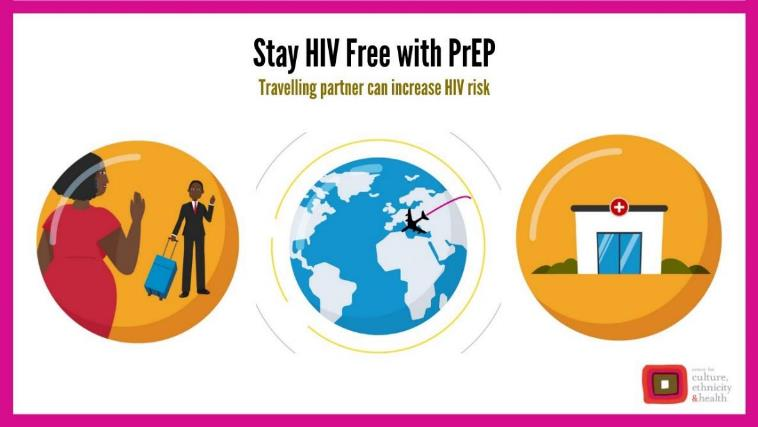 Stay HIV Free with PrEP
Travelling partner can increase HIV risk
centre for
culture,
ethnicity
&health